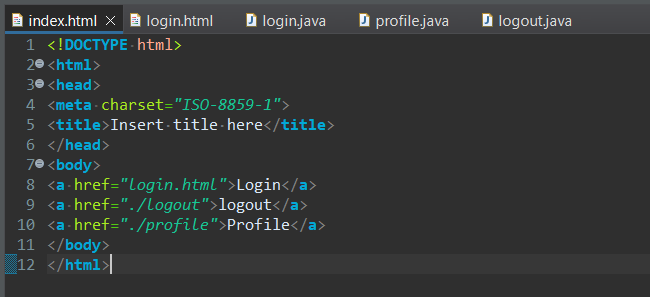 index.html login.html login.java profile.java logout.java
1 <!DOCTYPE html>
2 <html>
3 <head>
4 <meta charset="ISO-8859-1">
5 <title>Insert title here</title>
6 </head>
7 <body>
8 <a href="login.html">Login</a>
9 <a href="./logout">logout</a>
10 <a href="./profile">Profile</a>
11 </body>
12 </html>